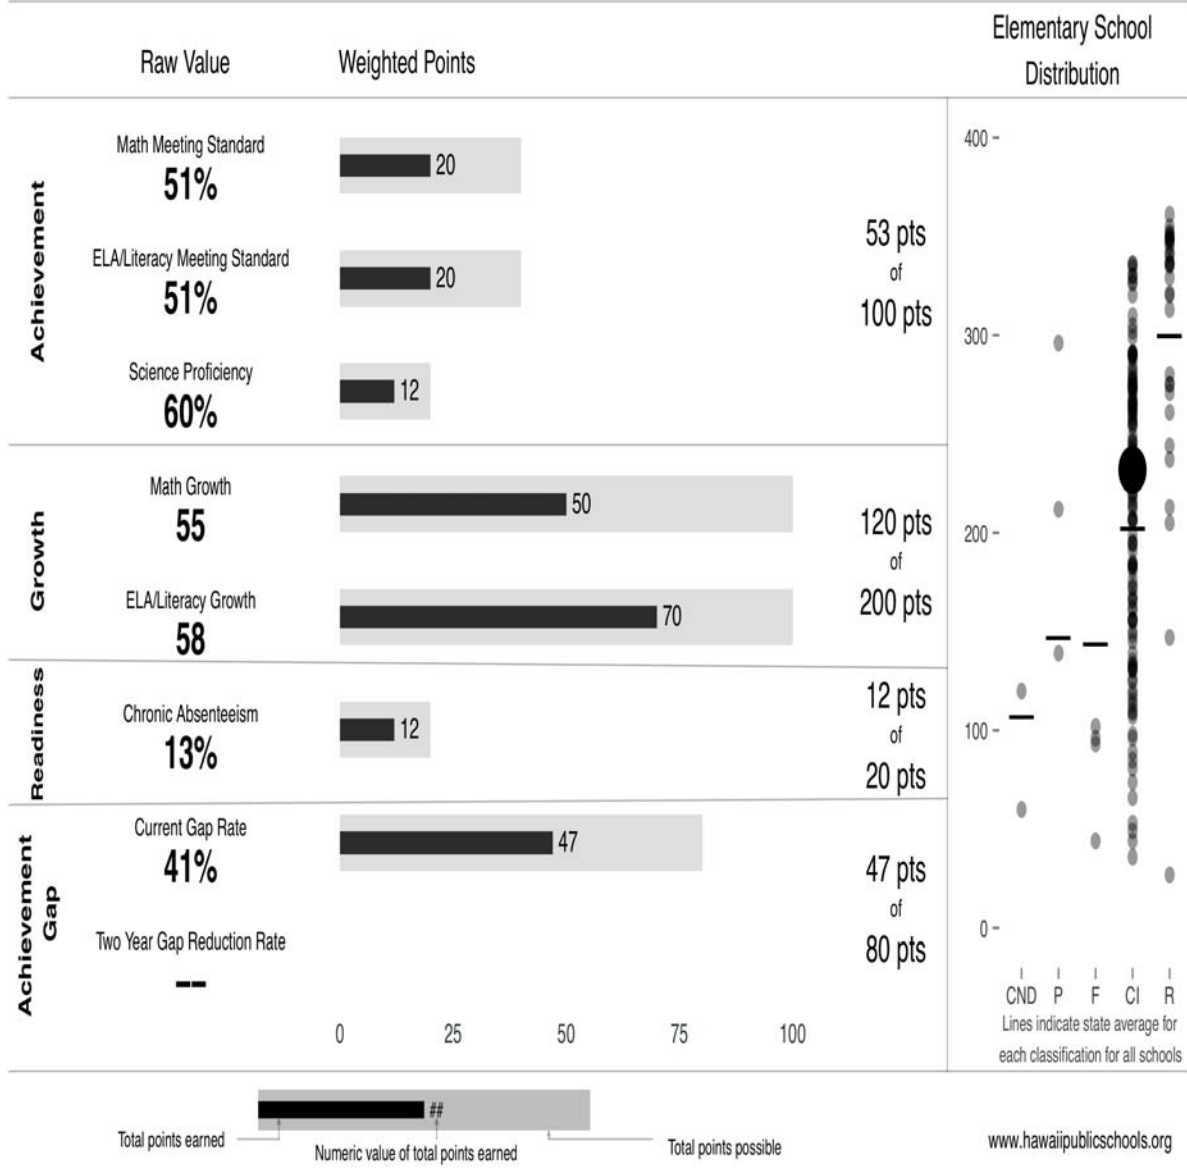 Raw Value
Weighted Points
Elementary School
Distribution
Achievement
Math Meeting Standard
51%
20
ELA/Literacy Meeting Standard
51%
20
Science Proficiency
60%
12
53 pts
of
100 pts
Growth
Math Growth
55
50
ELA/Literacy Growth
58
70
120 pts
of
200 pts
Readiness
Chronic Absenteeism
13%
12
12 pts
of
20 pts
Achievement
Gap
Current Gap Rate
41%
47
Two Year Gap Reduction Rate
--
47 pts
of
80 pts
0 25 50 75 100
400
300
200
100
0
CND P F CI R
Lines indicate state average for
each classification for all schools
##
Total points earned
Numeric value of total points earned
Total points possible
www.hawaiipublicschools.org